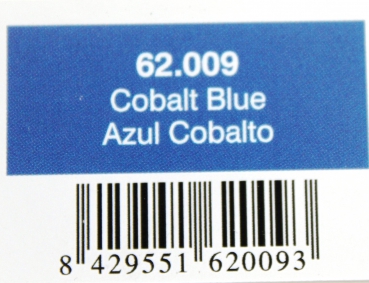 62.009
Cobalt Blue
Azul Cobalto
8 429551 620093